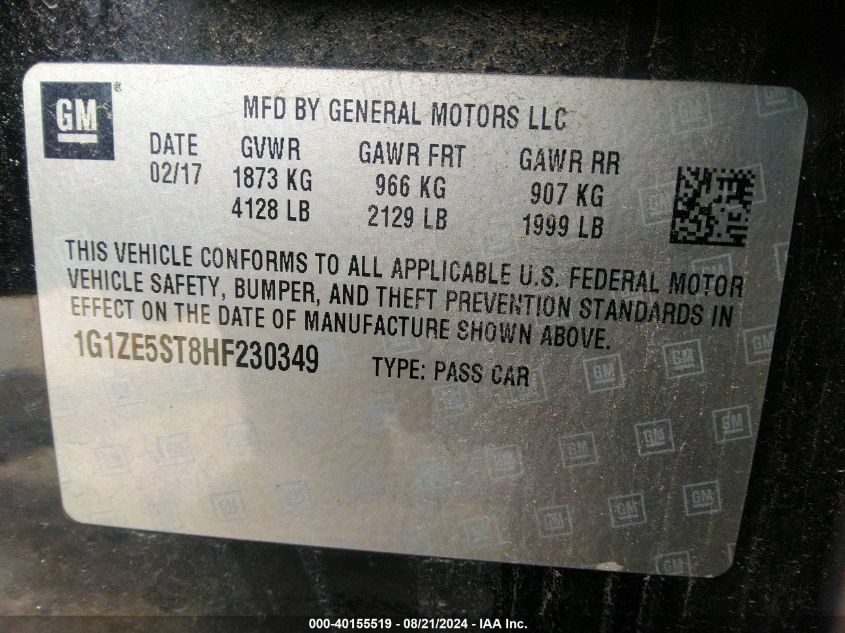 GM®
MFD BY GENERAL MOTORS LLC
DATE GVWR GAWR FRT GAWR RR
02/17 1873 KG 966 KG 907 KG
4128 LB 2129 LB 1999 LB
THIS VEHICLE CONFORMS TO ALL APPLICABLE U.S. FEDERAL MOTOR
VEHICLE SAFETY, BUMPER, AND THEFT PREVENTION STANDARDS IN
EFFECT ON THE DATE OF MANUFACTURE SHOWN ABOVE.
1G1ZE5ST8HF230349 TYPE: PASS CAR
000-40155519 - 08/21/2024 - IAA Inc.